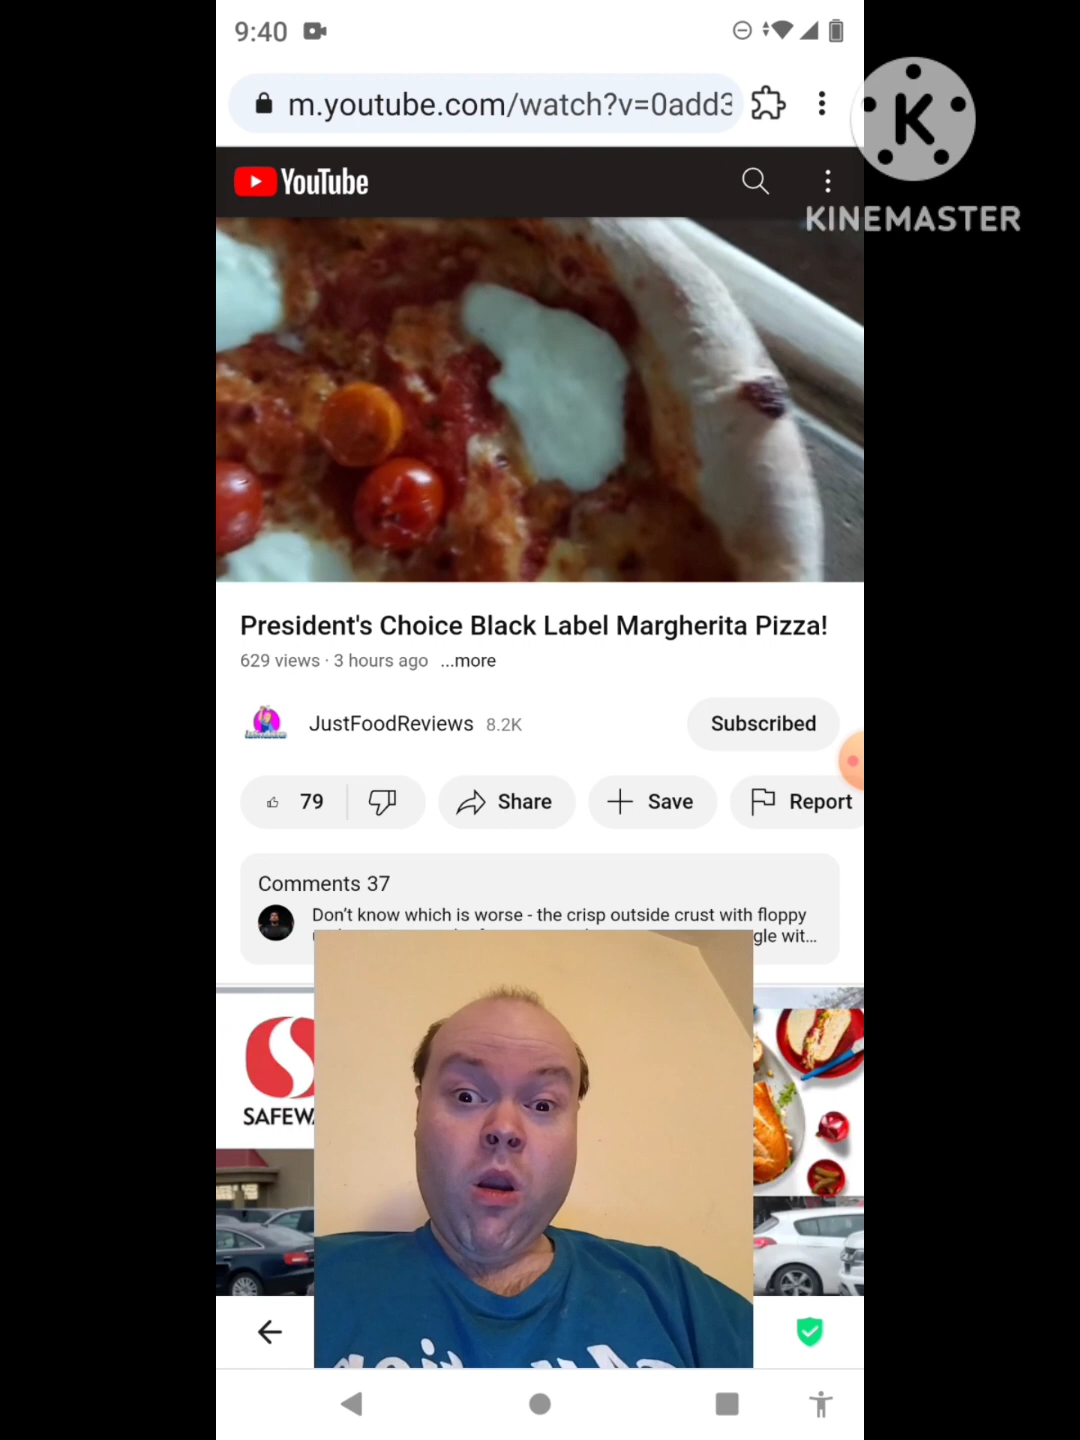 9:40
m.youtube.com/watch?v=0add3
K
KINEMASTER
YouTube
President's Choice Black Label Margherita Pizza!
629 views · 3 hours ago ...more
JustFoodReviews 8.2K
Subscribed
79
Share
Save
Report
Comments 37
Don't know which is worse - the crisp outside crust with floppy
wit...
SAFEW